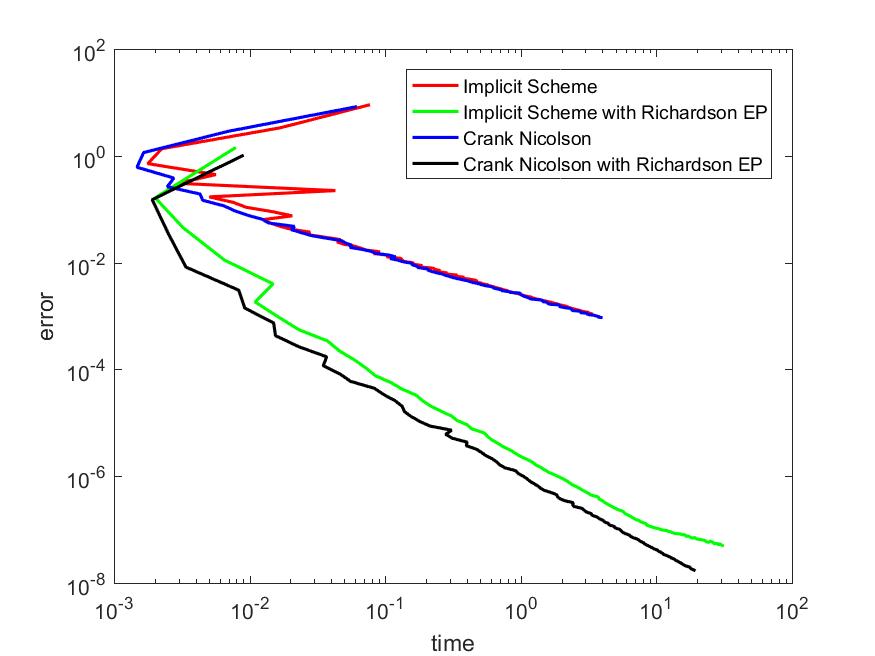 10^2
10^0
10^-2
10^-4
10^-6
10^-8
error
Implicit Scheme
Implicit Scheme with Richardson EP
Crank Nicolson
Crank Nicolson with Richardson EP
10^-3 10^-2 10^-1 10^0 10^1 10^2
time